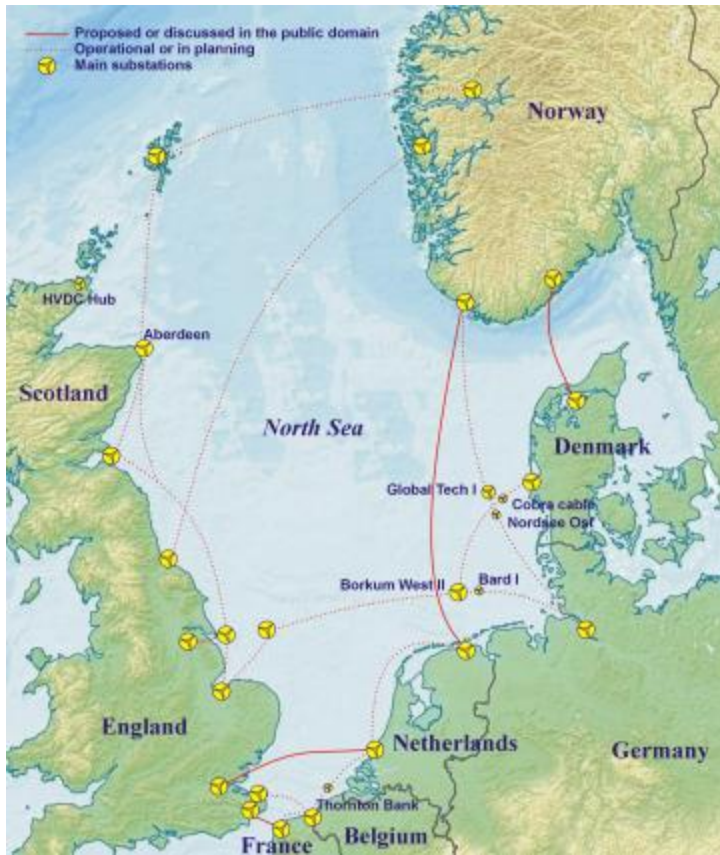 Proposed or discussed in the public domain
Operational or in planning
Main substations
Norway
HVDC Hub
Aberdeen
Scotland
North Sea
Denmark
Global Tech I
Cobra cable
Nordsee Ost
Borkum West II
Bard I
England
Netherlands
Germany
Thornton Bank
France
Belgium